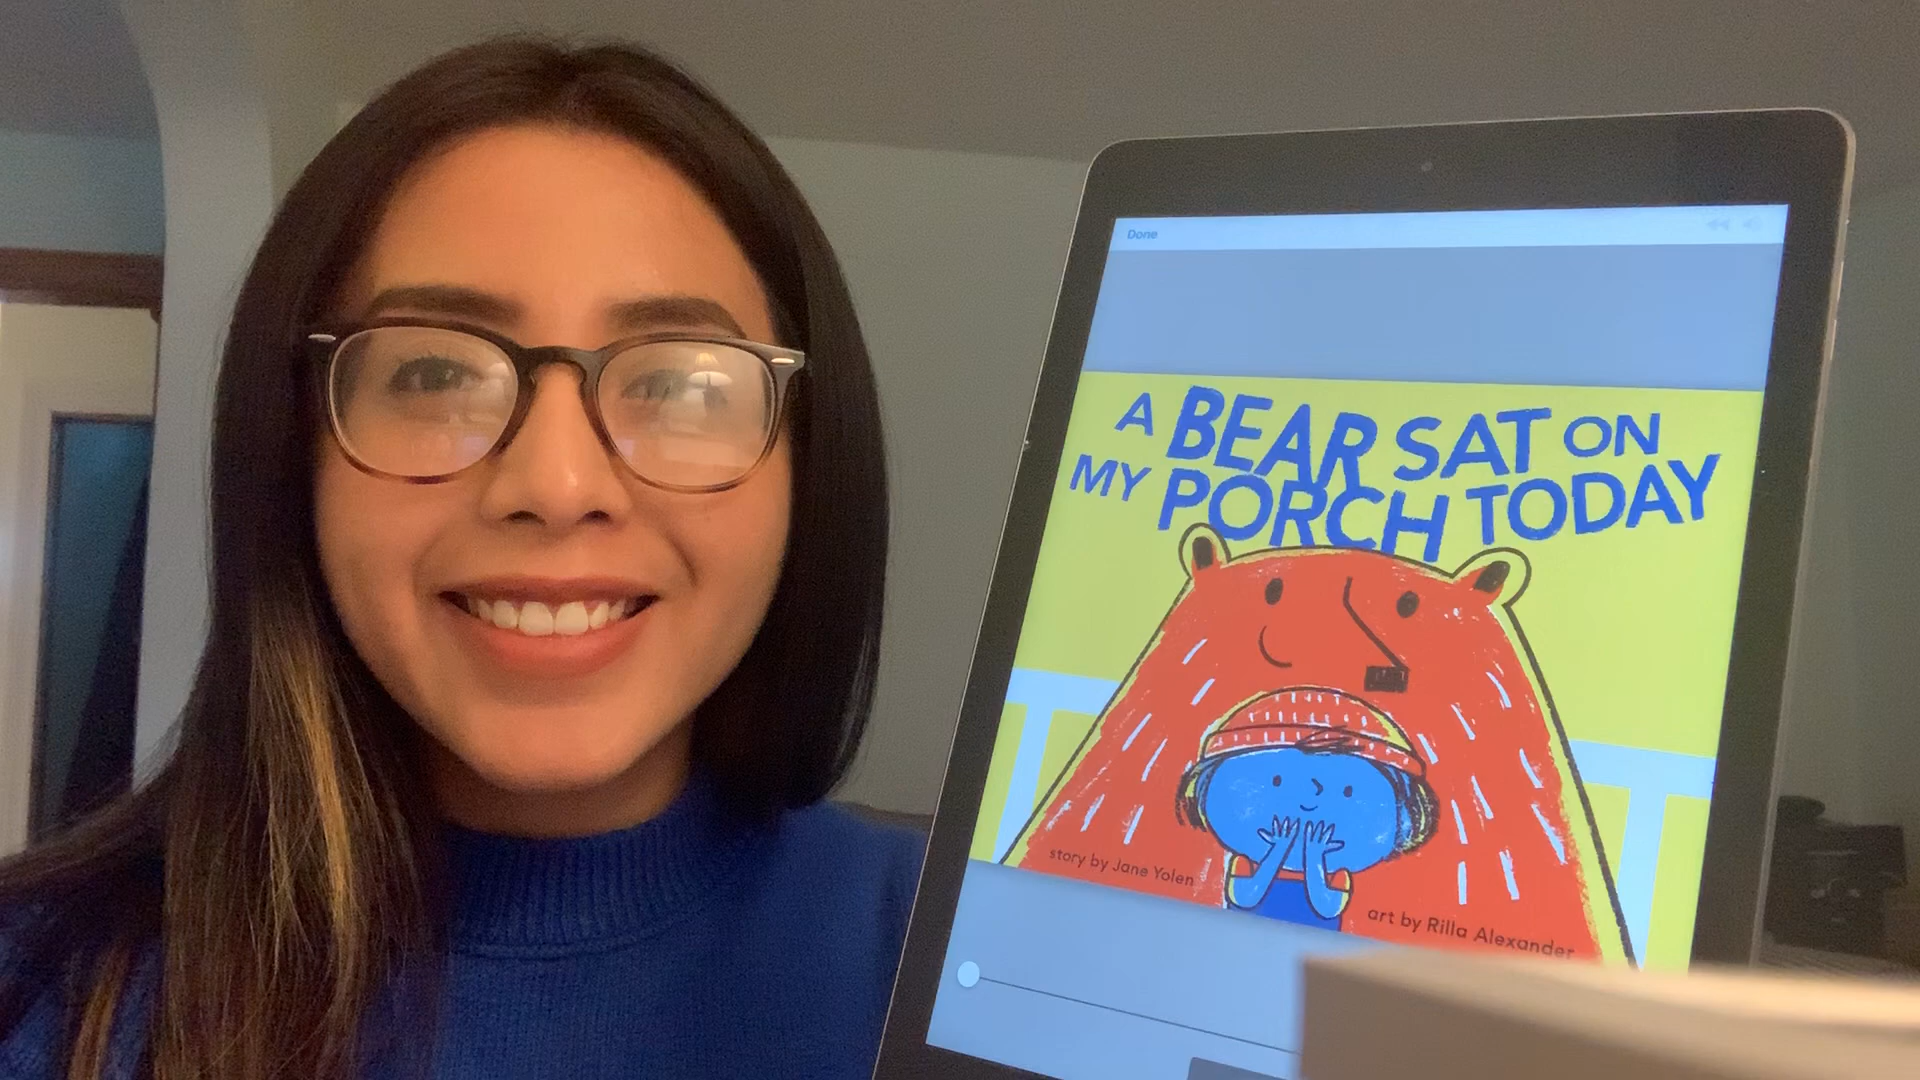 Done
A BEAR SAT ON
MY PORCH TODAY
story by Jane Yolen
art by Rilla Alexander